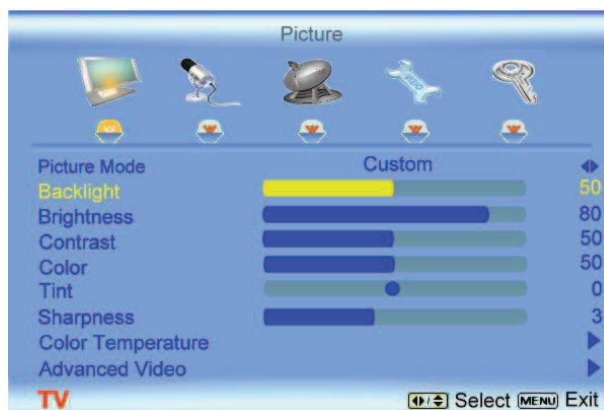 Picture
Picture Mode Custom
Backlight 50
Brightness 80
Contrast 50
Color 50
Tint 0
Sharpness 3
Color Temperature
Advanced Video
TV Select MENU Exit